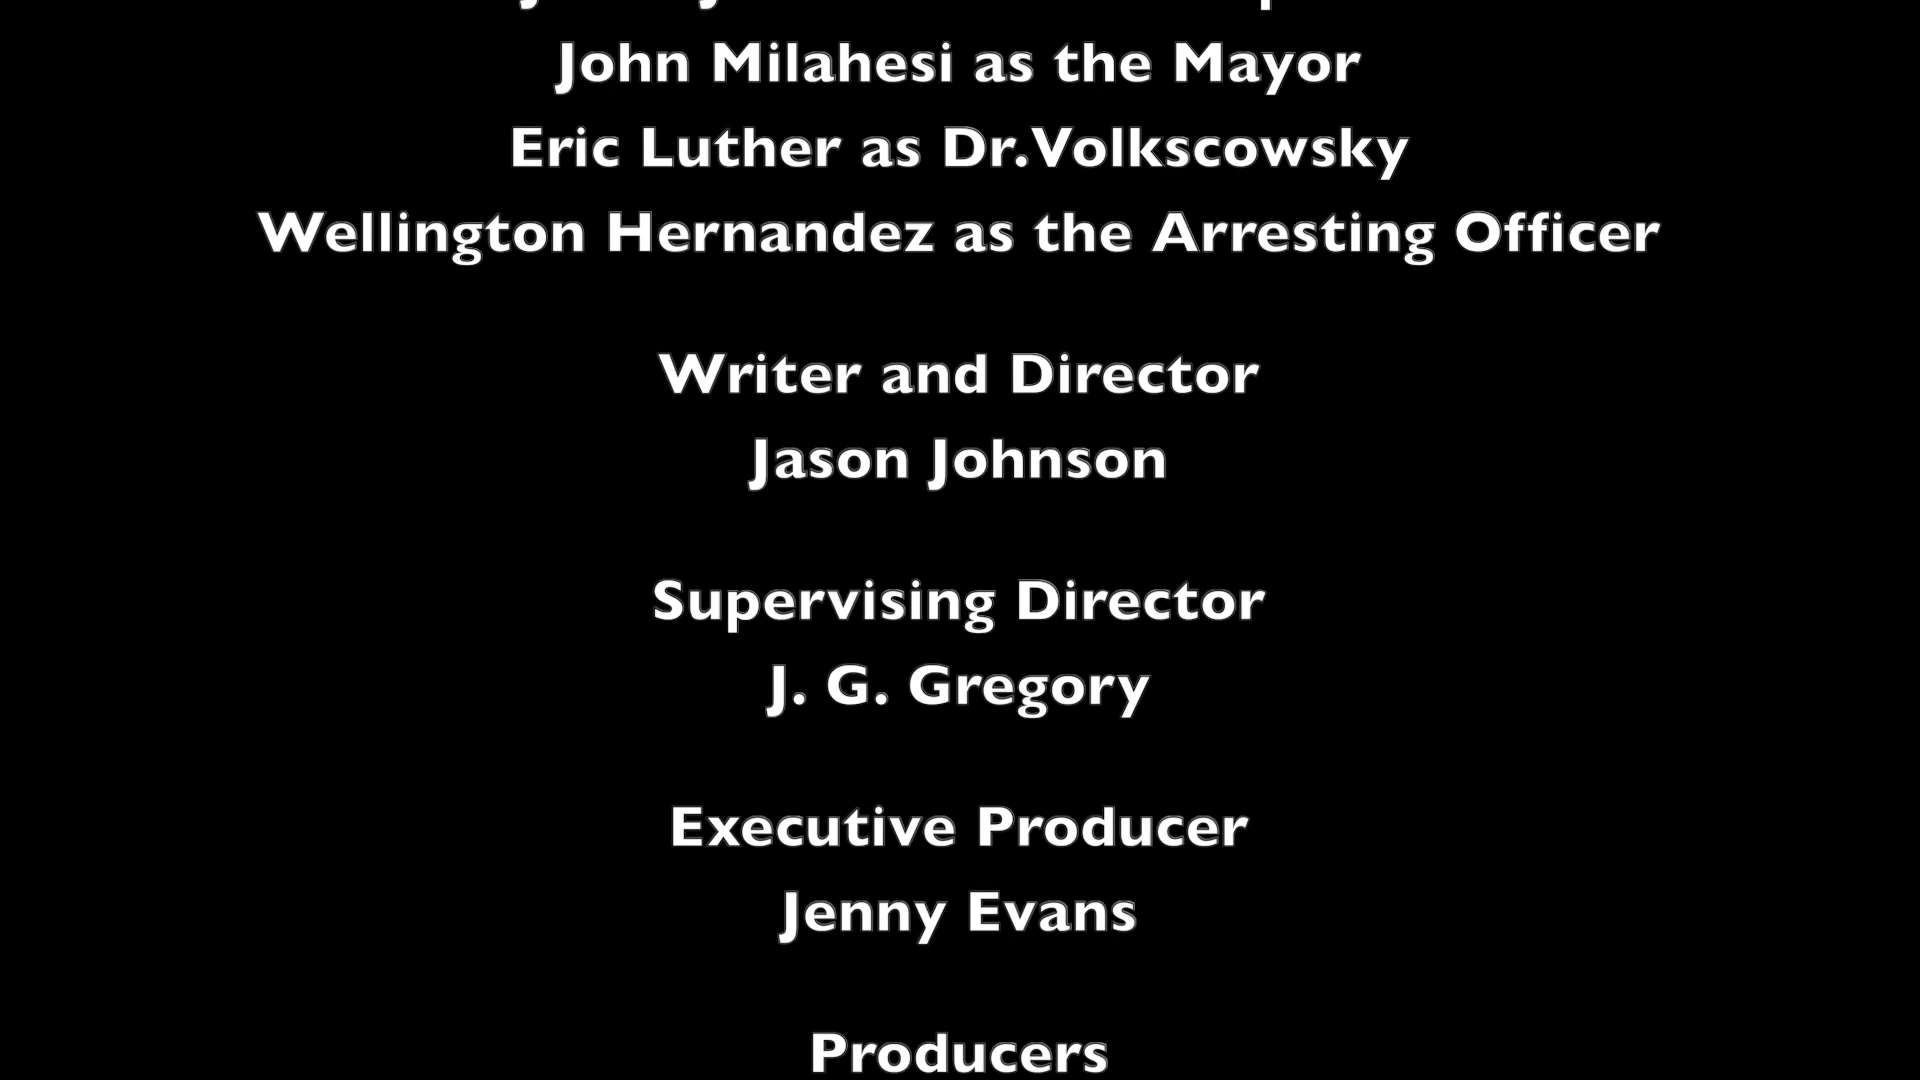 John Milahesi as the Mayor
Eric Luther as Dr. Volkscowsky
Wellington Hernandez as the Arresting Officer
Writer and Director
Jason Johnson
Supervising Director
J. G. Gregory
Executive Producer
Jenny Evans
Producers